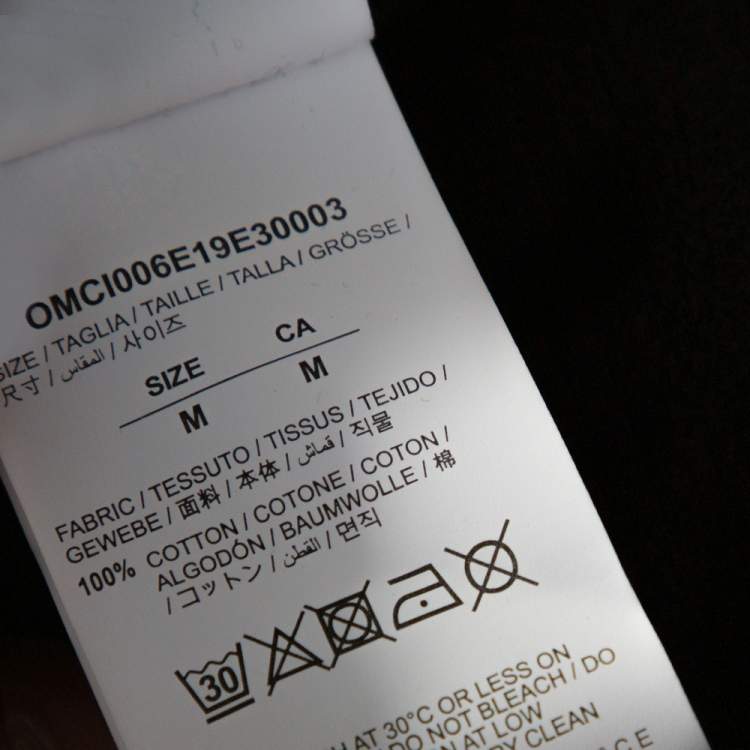 OMCI006E19E30003
SIZE / TAGLIA / TAILLE / TALLA / GRÖSSE /
尺寸 / المقاس / 사이즈
SIZE CA
M M
FABRIC / TESSUTO / TISSUS / TEJIDO /
GEWEBE / 面料 / 本体 / قماش / 직물
100% COTTON / COTONE / COTON /
ALGODÓN / BAUMWOLLE / 棉
/ コットン / القطن / 면직
30
AT 30°C OR LESS ON
DO NOT BLEACH / DO
AT LOW
CLEAN